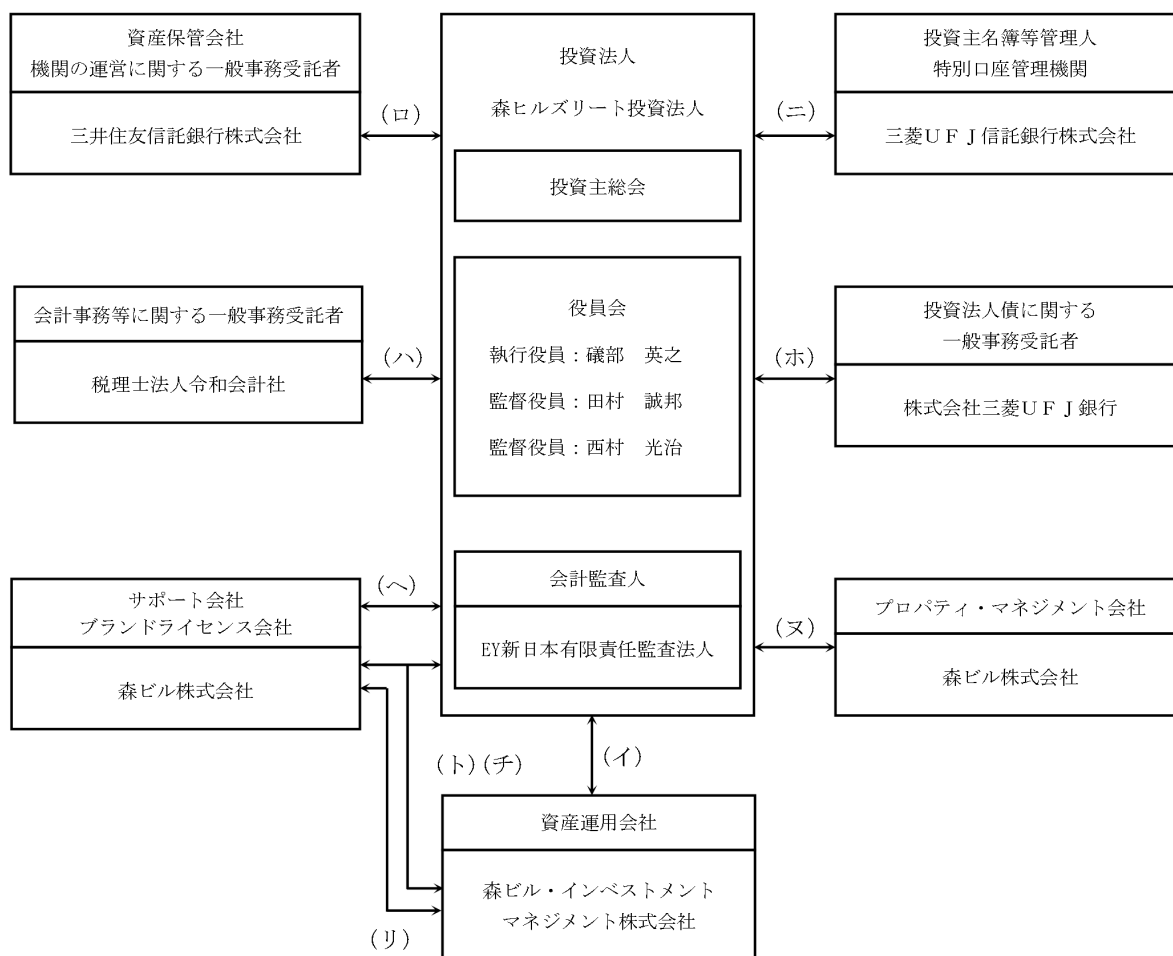 資産保管会社
機関の運営に関する一般事務受託者
三井住友信託銀行株式会社
(ロ)
投資法人
森ヒルズリート投資法人
投資主総会
(ニ)
投資主名簿等管理人
特別口座管理機関
三菱UFJ信託銀行株式会社
会計事務等に関する一般事務受託者
税理士法人令和会計社
(ハ)
役員会
執行役員:礒部 英之
監督役員:田村 誠邦
監督役員:西村 光治
(ホ)
投資法人債に関する
一般事務受託者
株式会社三菱UFJ銀行
サポート会社
ブランドライセンス会社
森ビル株式会社
(ヘ)
会計監査人
EY新日本有限責任監査法人
(ヌ)
プロパティ・マネジメント会社
森ビル株式会社
(ト)(チ)
(イ)
資産運用会社
森ビル・インベストメント
マネジメント株式会社
(リ)